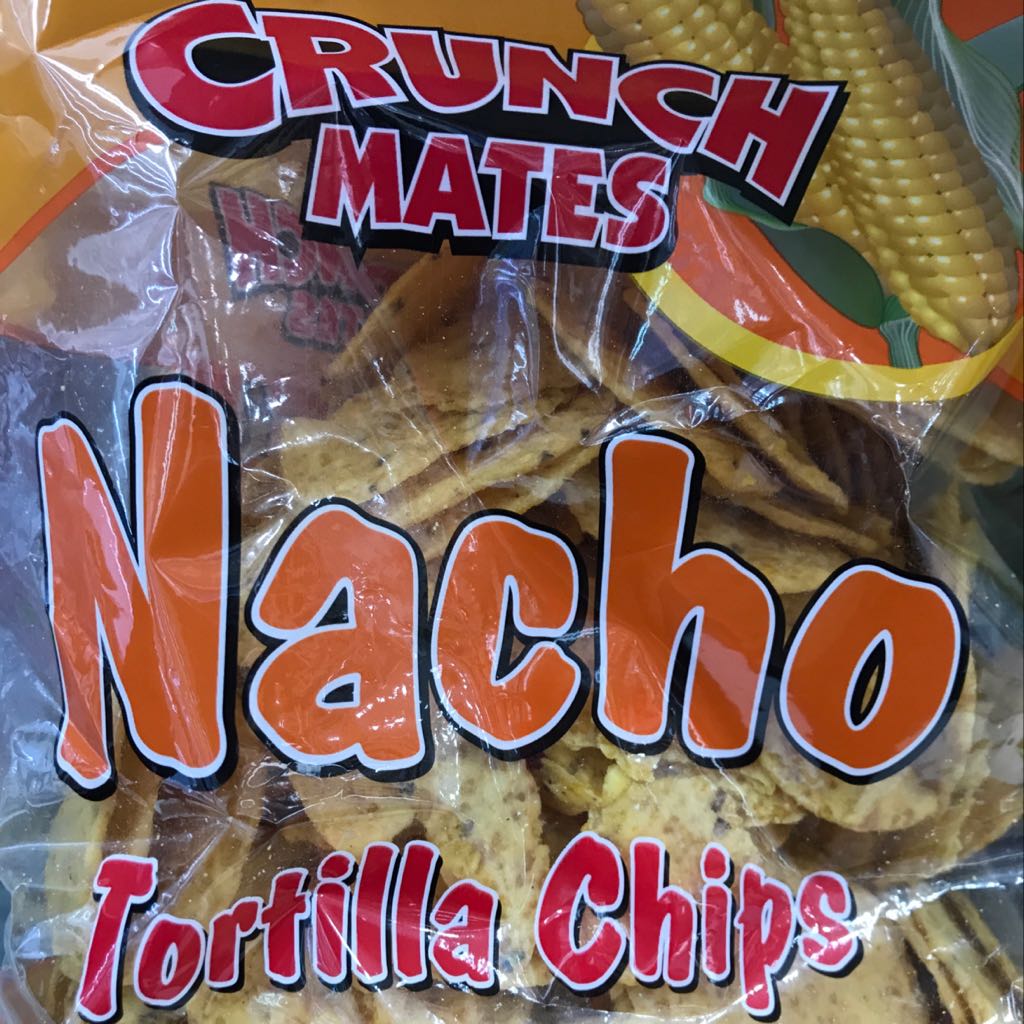 CRUNCH
MATES
Nacho
Tortilla Chips